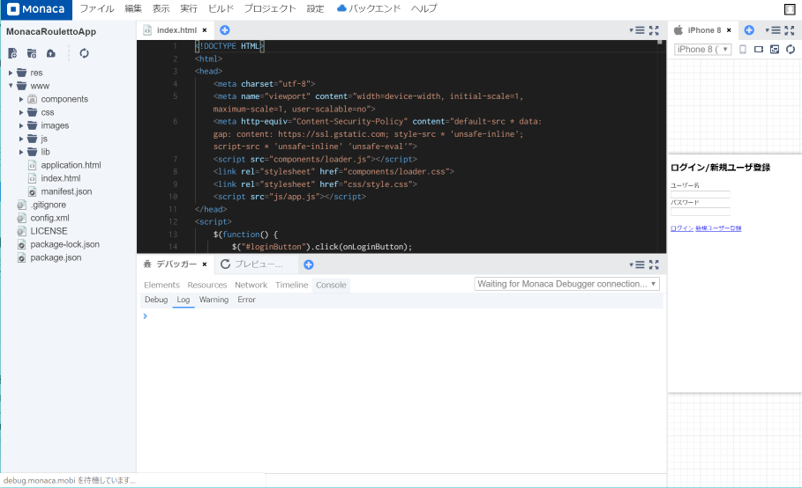 Monaca ファイル 編集 表示 実行 ビルド プロジェクト 設定 バックエンド ヘルプ
MonacaRoulettoApp
res
www
components
css
images
js
lib
application.html
index.html
manifest.json
.gitignore
config.xml
LICENSE
package-lock.json
package.json
index.html ×
1 <!DOCTYPE HTML>
2 <html>
3 <head>
4 <meta charset="utf-8">
5 <meta name="viewport" content="width=device-width, initial-scale=1,
maximum-scale=1, user-scalable=no">
6 <meta http-equiv="Content-Security-Policy" content="default-src * data:
gap: content: https://ssl.gstatic.com; style-src * 'unsafe-inline';
script-src * 'unsafe-inline' 'unsafe-eval'">
7 <script src="components/loader.js"></script>
8 <link rel="stylesheet" href="components/loader.css">
9 <link rel="stylesheet" href="css/style.css">
10 <script src="js/app.js"></script>
11 </head>
12 <script>
13 $(function() {
14 $("#loginButton").click(onLoginButton);
デバッガー × プレビュー...
Elements Resources Network Timeline Console Waiting for Monaca Debugger connection...
Debug Log Warning Error
iPhone 8 ×
iPhone 8 (
ログイン/新規ユーザ登録
ユーザー名
パスワード
ログイン 新規ユーザー登録
debug.monaca.mobi を待機しています...